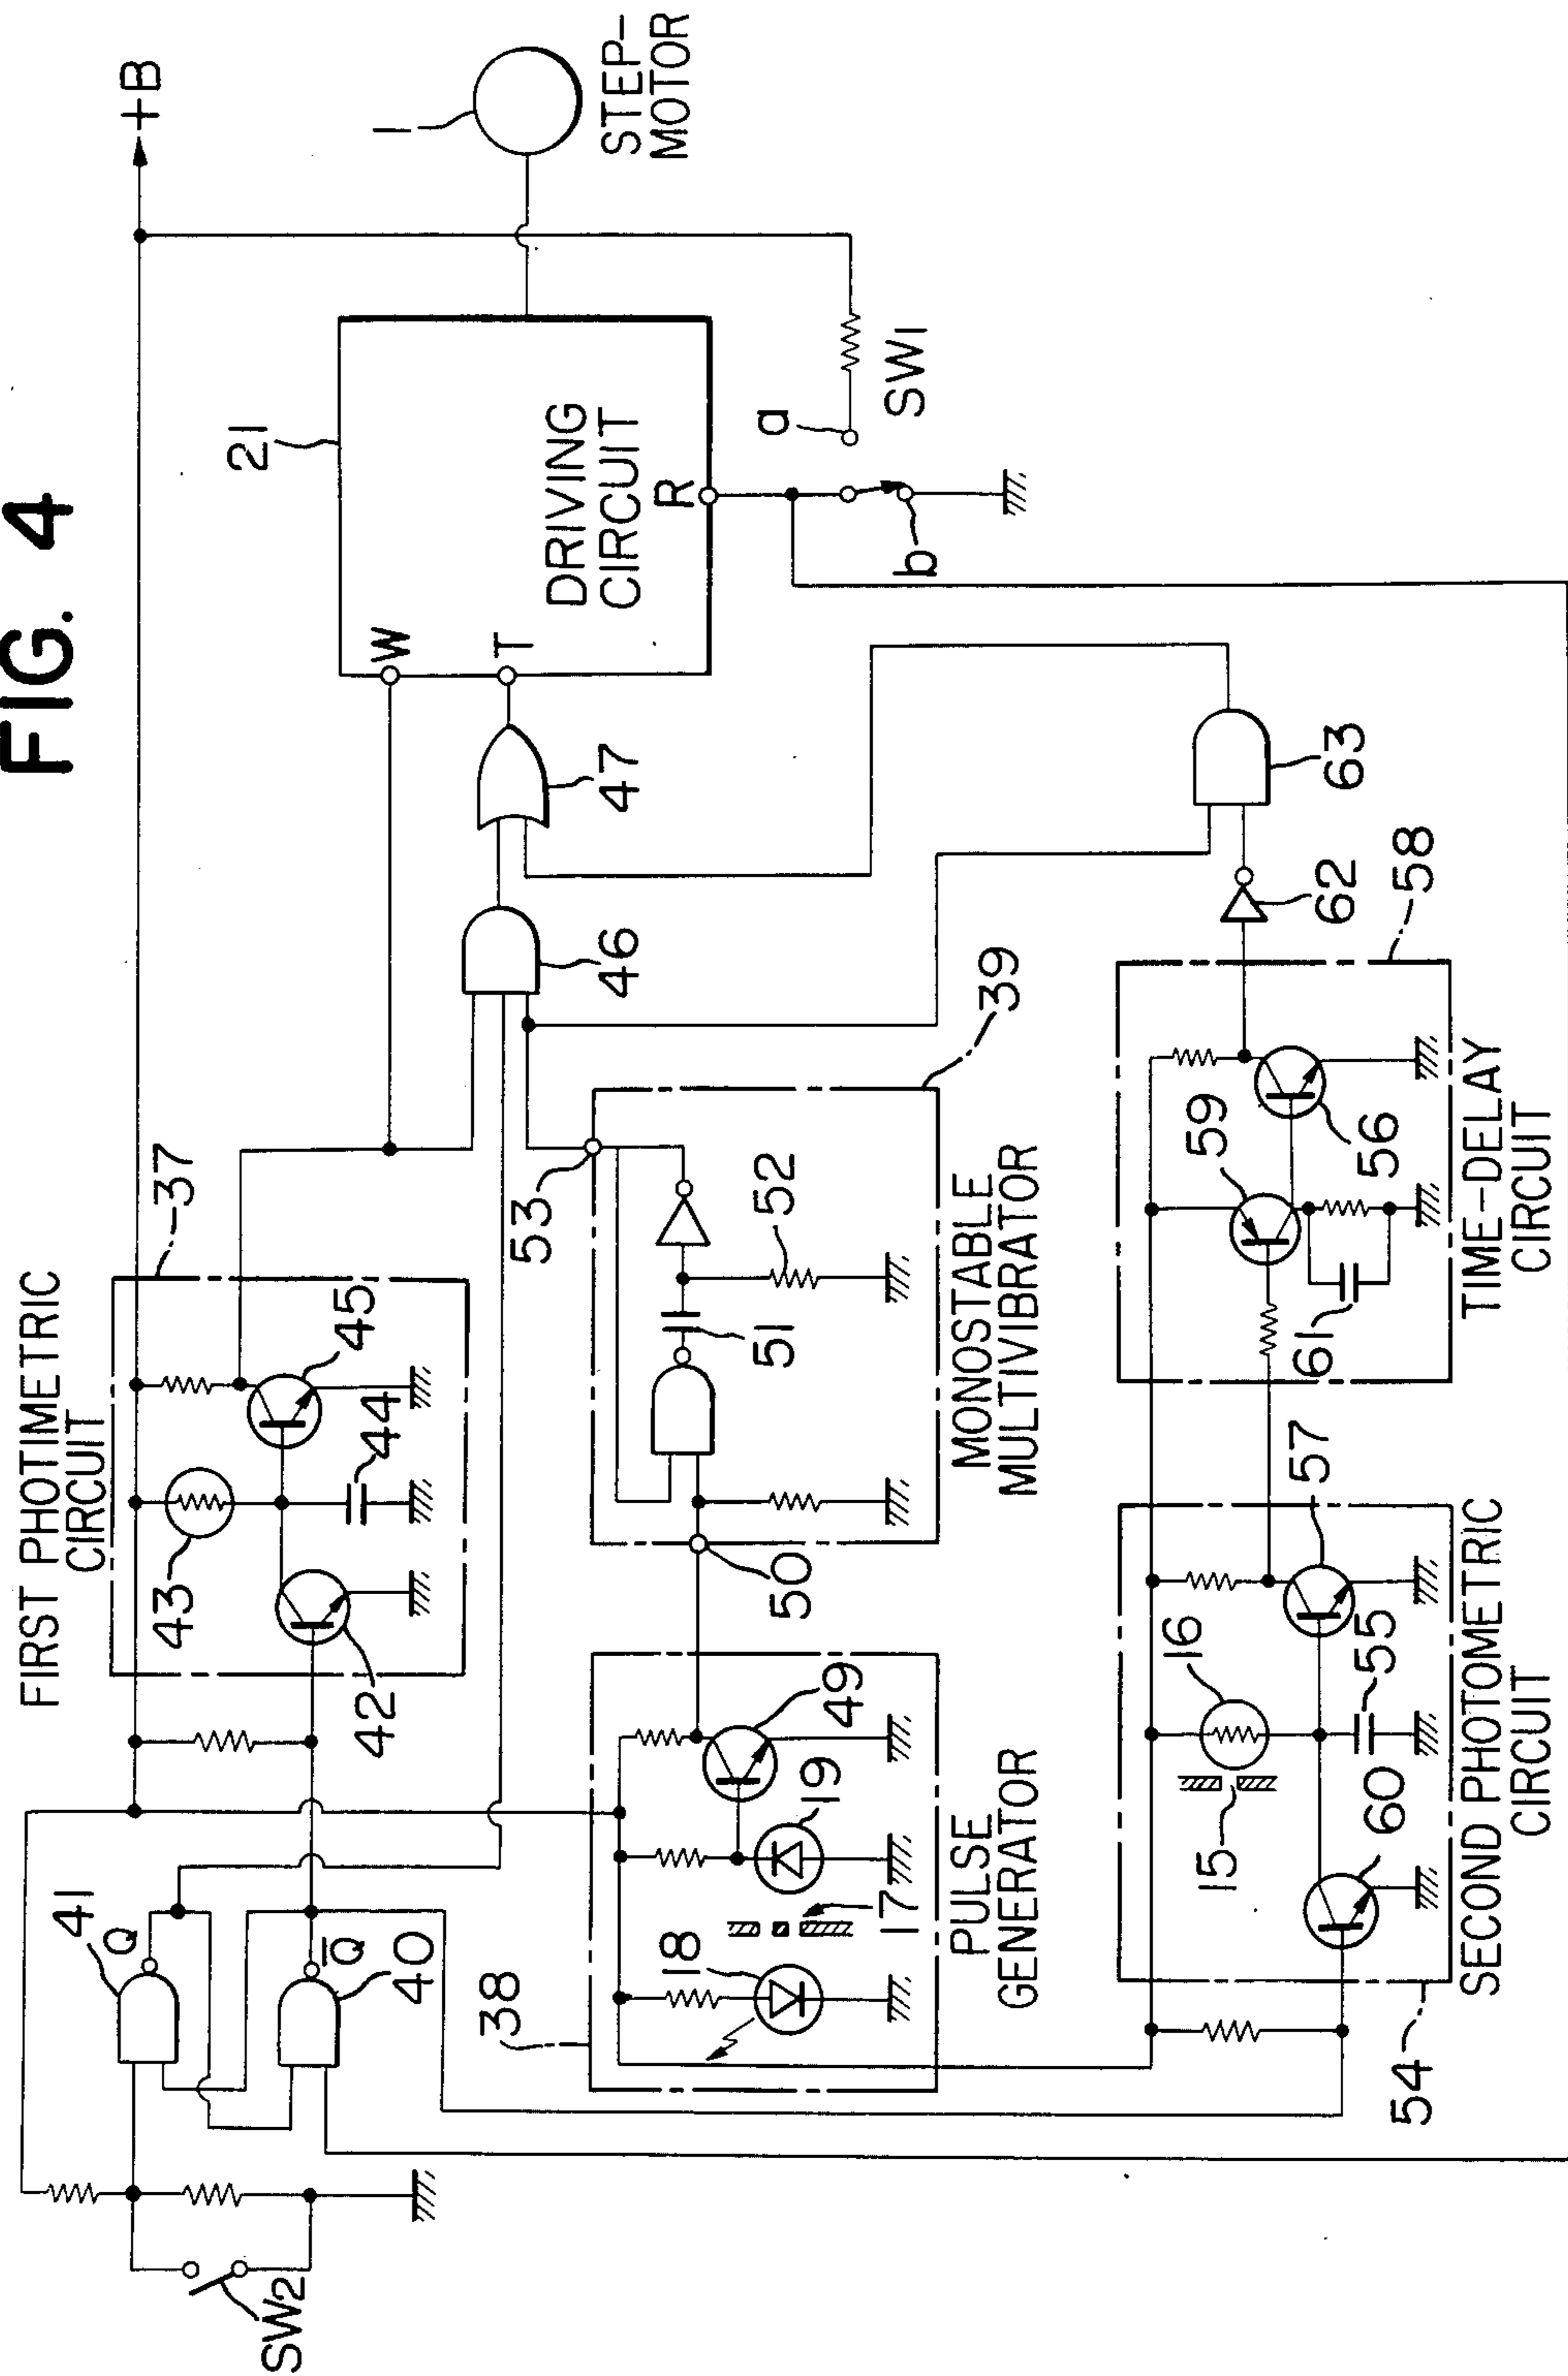 FIG. 4
+B
1
STEP-
MOTOR
21
W
T
DRIVING
CIRCUIT
R
a
SW1
b
47
46
63
62
58
39
53
37
FIRST PHOTIMETRIC
CIRCUIT
43
44
45
42
52
51
50
MONOSTABLE
MULTIVIBRATOR
59
56
61
TIME-DELAY
CIRCUIT
57
16
55
60
15
SECOND PHOTOMETRIC
CIRCUIT
54
49
19
17
18
38
PULSE
GENERATOR
41
Q
Q̅
40
SW2